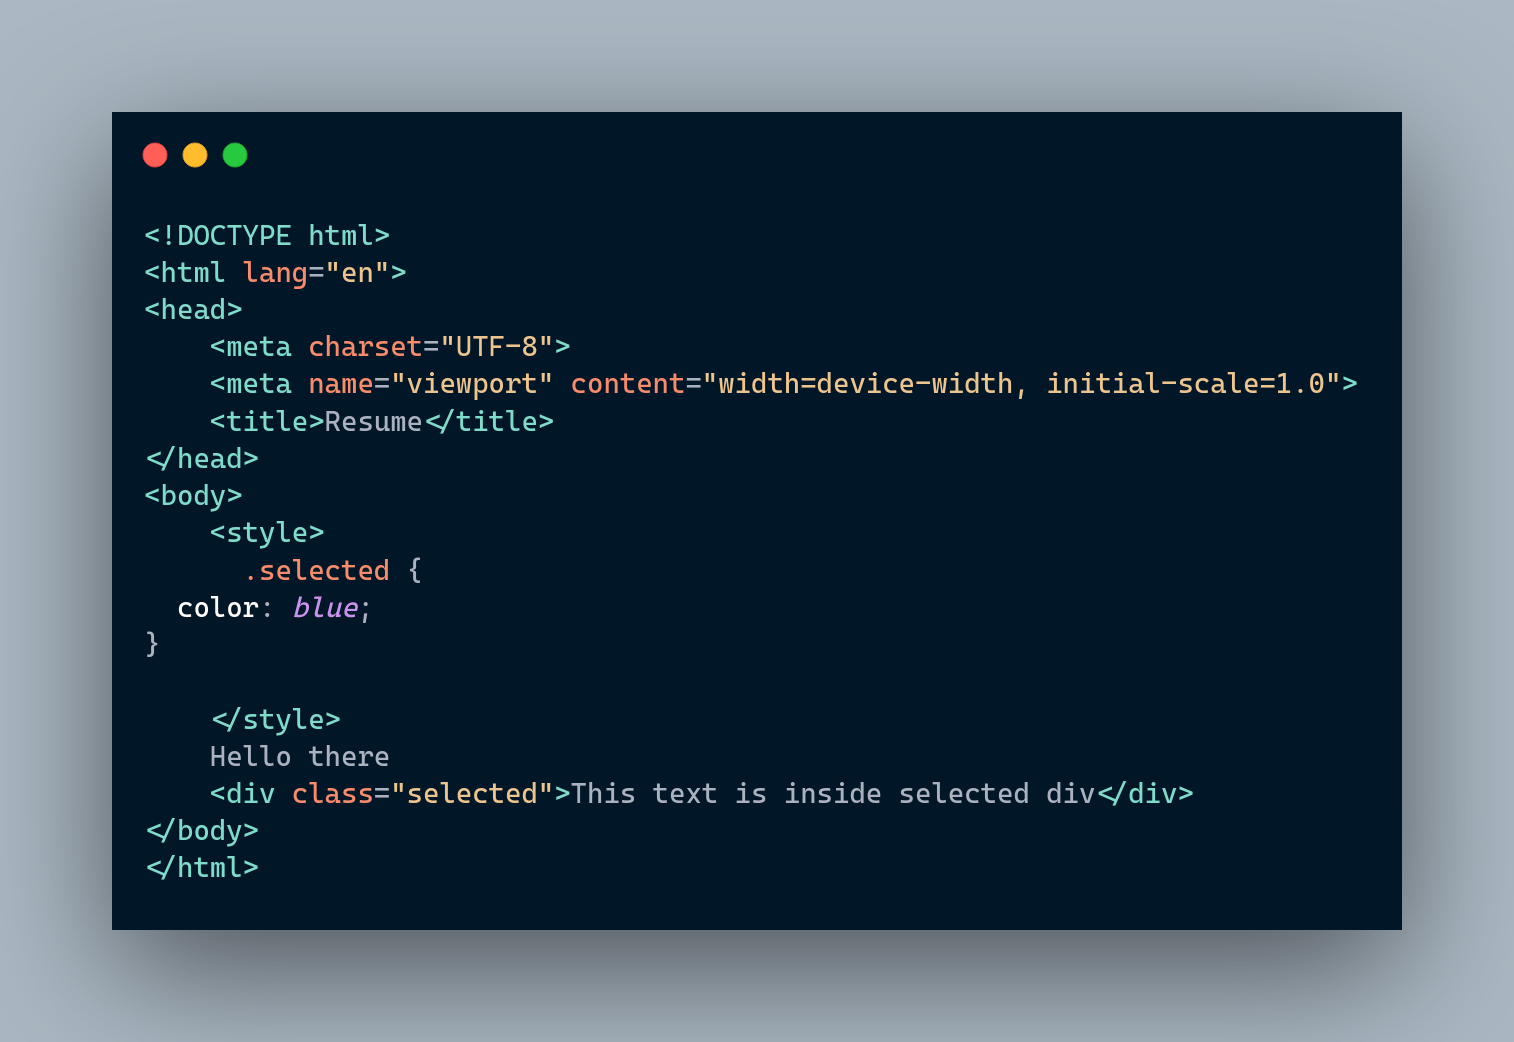 <!DOCTYPE html>
<html lang="en">
<head>
    <meta charset="UTF-8">
    <meta name="viewport" content="width=device-width, initial-scale=1.0">
    <title>Resume</title>
</head>
<body>
    <style>
      .selected {
  color: blue;
}

    </style>
    Hello there
    <div class="selected">This text is inside selected div</div>
</body>
</html>